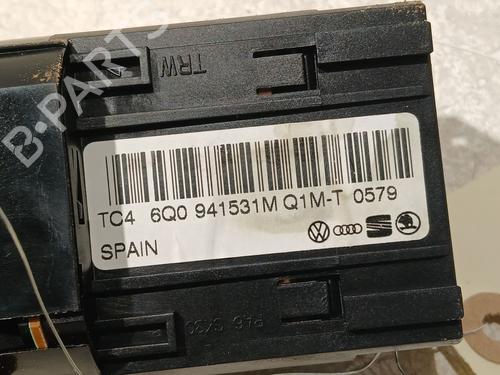 TRW
B-PARTS
TC4 6Q0 941531M Q1M-T 0579
SPAIN